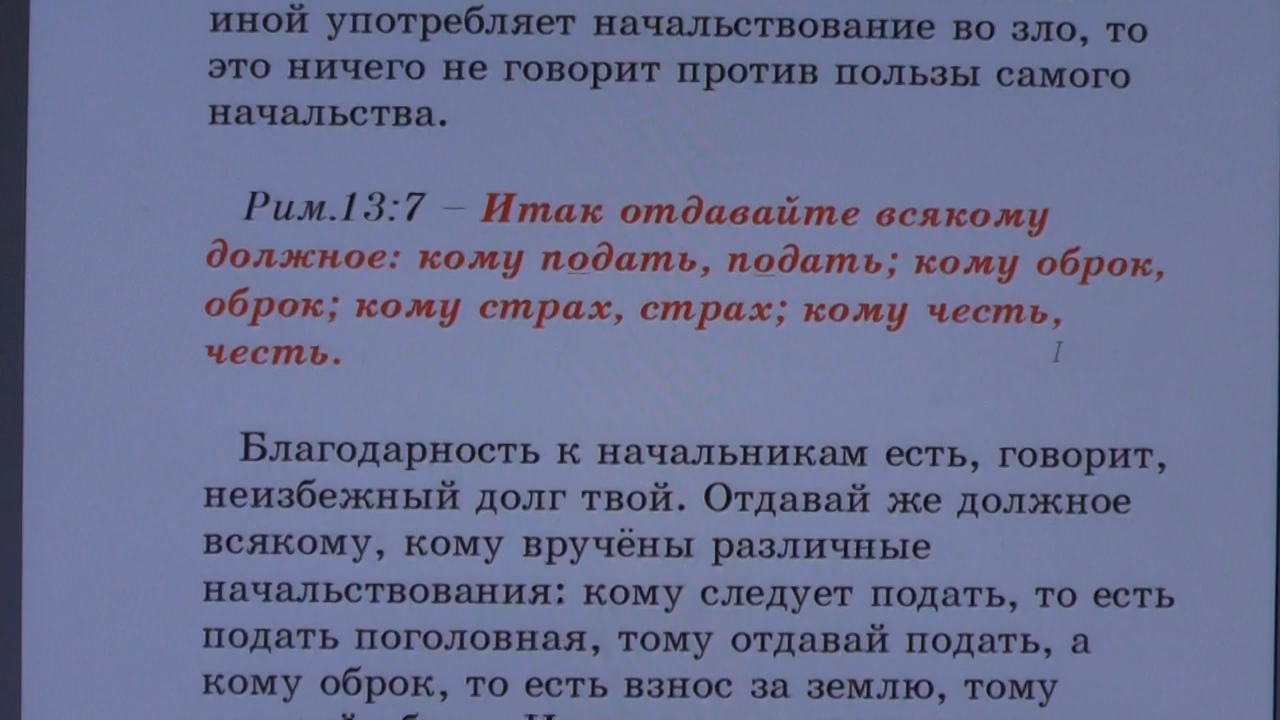 иной употребляет начальствование во зло, то
это ничего не говорит против пользы самого
начальства.
Рим.13:7 – Итак отдавайте всякому
должное: кому подать, подать; кому оброк,
оброк; кому страх, страх; кому честь,
честь.
Благодарность к начальникам есть, говорит,
неизбежный долг твой. Отдавай же должное
всякому, кому вручёны различные
начальствования: кому следует подать, то есть
подать поголовная, тому отдавай подать, а
кому оброк, то есть взнос за землю, тому